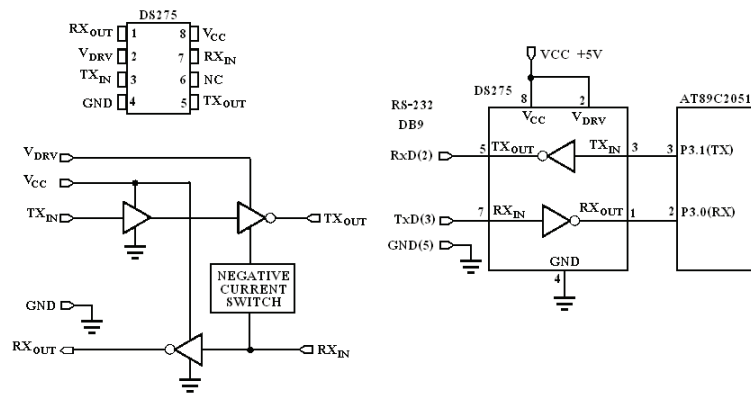 DS275
RXOUT 1 8 VCC
VDRV 2 7 RXIN
TXIN 3 6 NC
GND 4 5 TXOUT
VDRV
VCC
TXIN
TXOUT
NEGATIVE
CURRENT
SWITCH
GND
RXOUT
RXIN
VCC +5V
DS275
RS-232
DB9
AT89C2051
8 2
VCC VDRV
RxD(2) 5 TXOUT TXIN 3 3 P3.1(TX)
TxD(3) 7 RXIN RXOUT 1 2 P3.0(RX)
GND(5)
GND
4